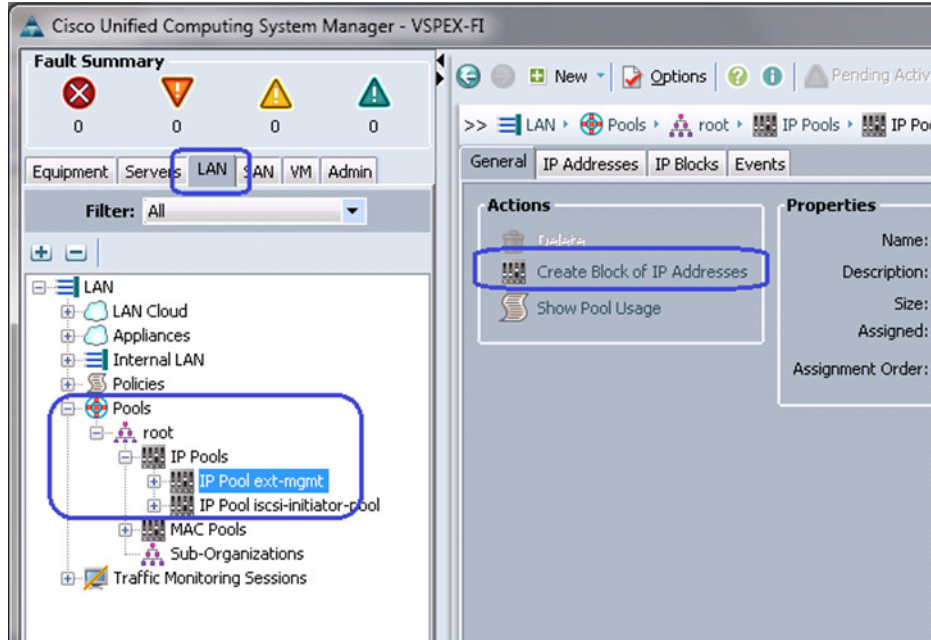 Cisco Unified Computing System Manager - VSPEX-FI
Fault Summary
0 0 0 0
Equipment Servers LAN SAN VM Admin
Filter: All
LAN
LAN Cloud
Appliances
Internal LAN
Policies
Pools
root
IP Pools
IP Pool ext-mgmt
IP Pool iscsi-initiator-pool
MAC Pools
Sub-Organizations
Traffic Monitoring Sessions
New Options Pending Activ
>> LAN Pools root IP Pools IP Po
General IP Addresses IP Blocks Events
Actions
Delete
Create Block of IP Addresses
Show Pool Usage
Properties
Name:
Description:
Size:
Assigned:
Assignment Order: